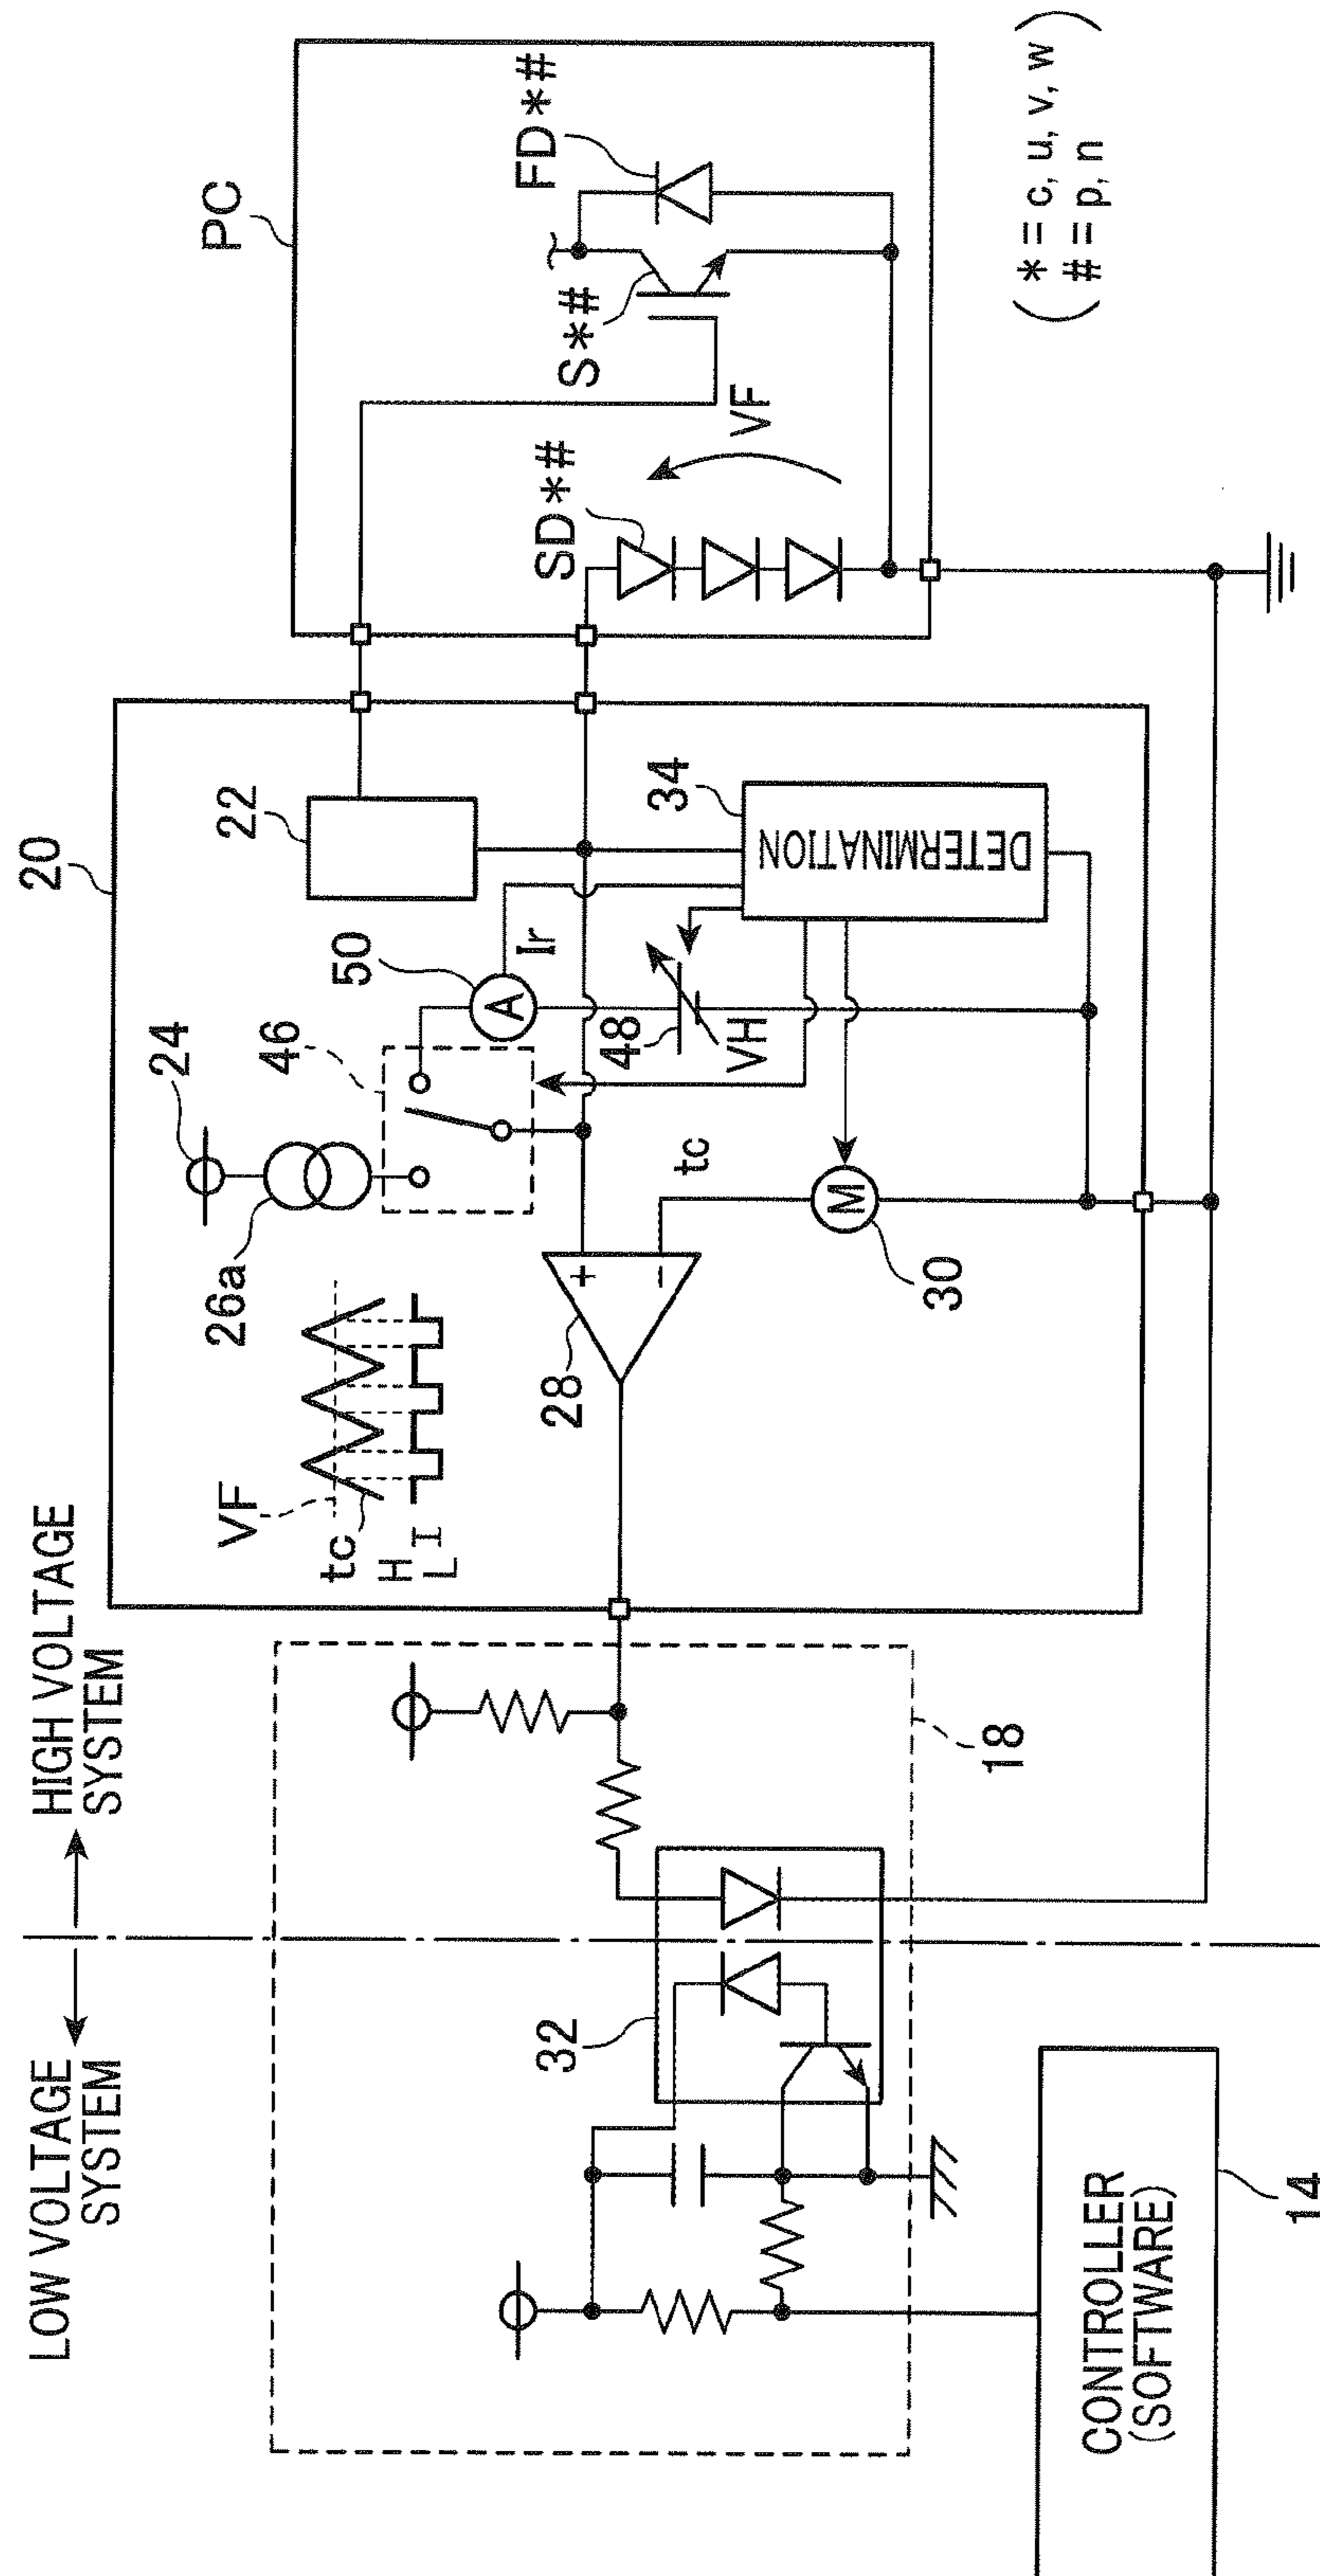 LOW VOLTAGE
SYSTEM
HIGH VOLTAGE
SYSTEM
20
PC
VF
tc
H
L
26a
24
46
50
22
Ir
S*#
FD*#
32
28
+
−
tc
48
VH
34
SD*#
VF
A
M
30
DETERMINATION
18
CONTROLLER
(SOFTWARE)
14
( * = c, u, v, w )
# = p, n